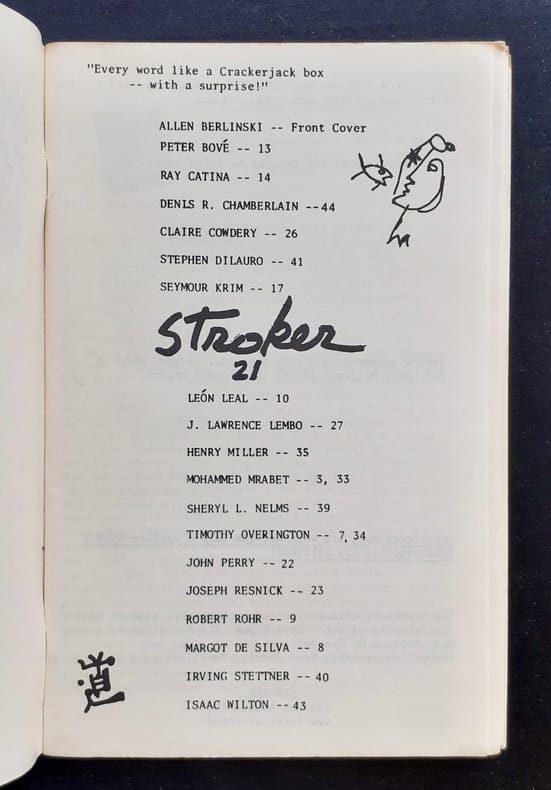 "Every word like a Crackerjack box
-- with a surprise!"
ALLEN BERLINSKI -- Front Cover
PETER BOVÉ -- 13
RAY CATINA -- 14
DENIS R. CHAMBERLAIN --44
CLAIRE COWDERY -- 26
STEPHEN DILAURO -- 41
SEYMOUR KRIM -- 17
Stroker
21
LEÓN LEAL -- 10
J. LAWRENCE LEMBO -- 27
HENRY MILLER -- 35
MOHAMMED MRABET -- 3, 33
SHERYL L. NELMS -- 39
TIMOTHY OVERINGTON -- 7, 34
JOHN PERRY -- 22
JOSEPH RESNICK -- 23
ROBERT ROHR -- 9
MARGOT DE SILVA -- 8
IRVING STETTNER -- 40
ISAAC WILTON -- 43